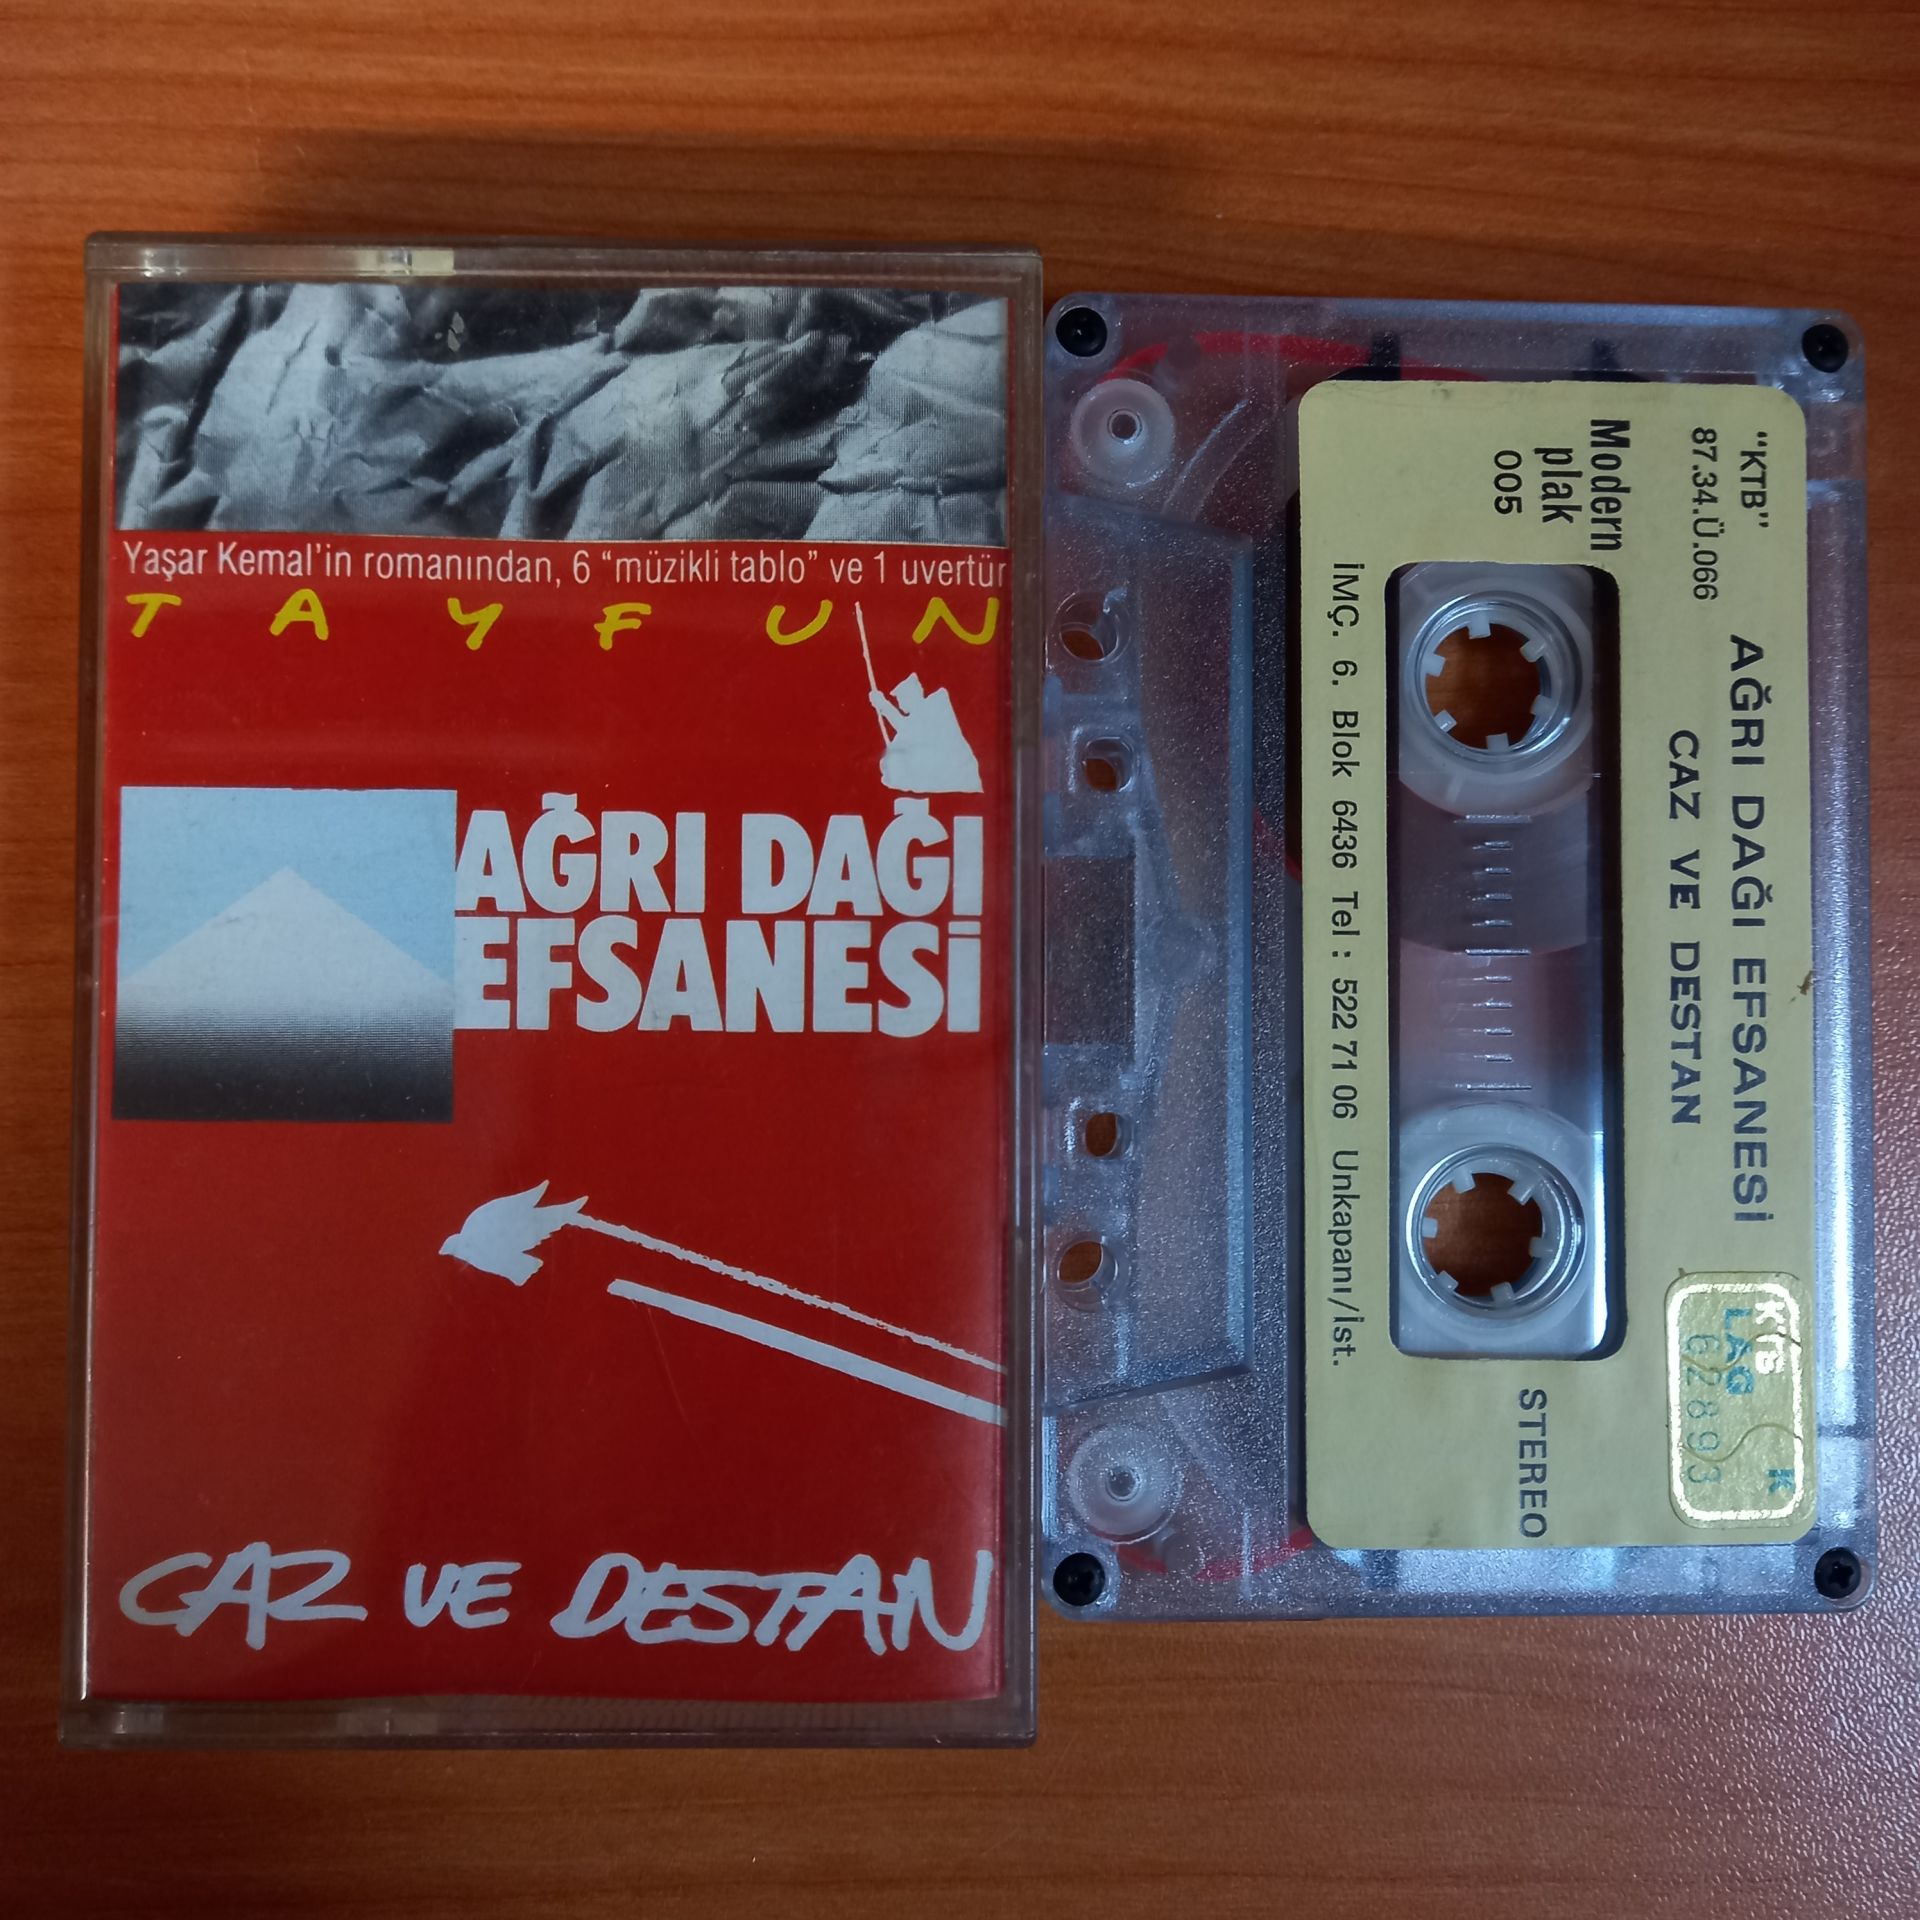 Yaşar Kemal'in romanından, 6 "müzikli tablo" ve 1 uvertür
TAYFUN
AĞRI DAĞI
EFSANESİ
CAZ VE DESTAN
"KTB"
87.34.Ü.066
Modern
plak
005
AĞRI DAĞI EFSANESİ
CAZ VE DESTAN
STEREO
İMÇ. 6. Blok 6436 Tel : 522 71 06 Unkapanı/İst.
KTB K
LAG
62893